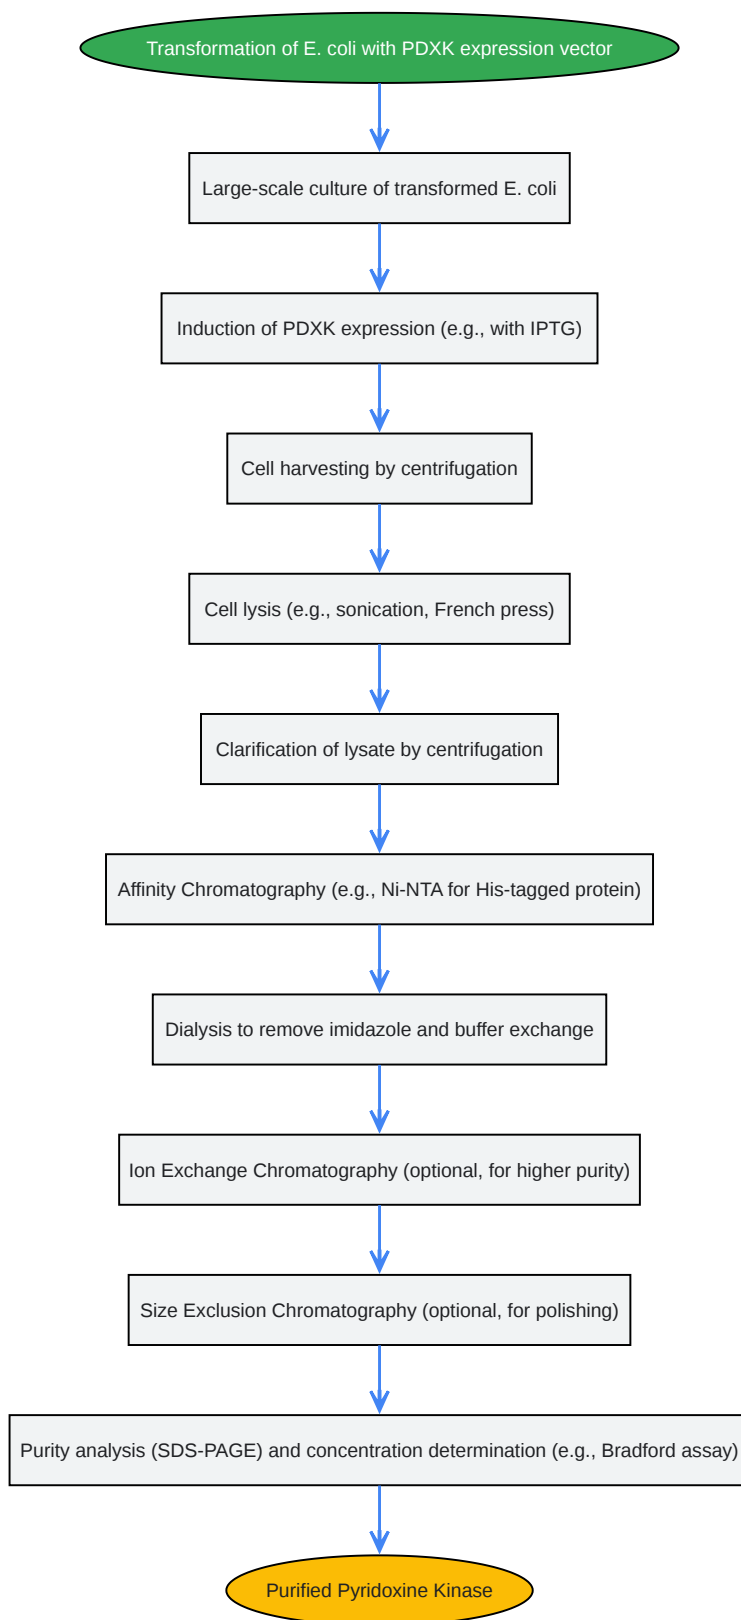 Transformation of E. coli with PDXK expression vector
Large-scale culture of transformed E. coli
Induction of PDXK expression (e.g., with IPTG)
Cell harvesting by centrifugation
Cell lysis (e.g., sonication, French press)
Clarification of lysate by centrifugation
Affinity Chromatography (e.g., Ni-NTA for His-tagged protein)
Dialysis to remove imidazole and buffer exchange
Ion Exchange Chromatography (optional, for higher purity)
Size Exclusion Chromatography (optional, for polishing)
Purity analysis (SDS-PAGE) and concentration determination (e.g., Bradford assay)
Purified Pyridoxine Kinase